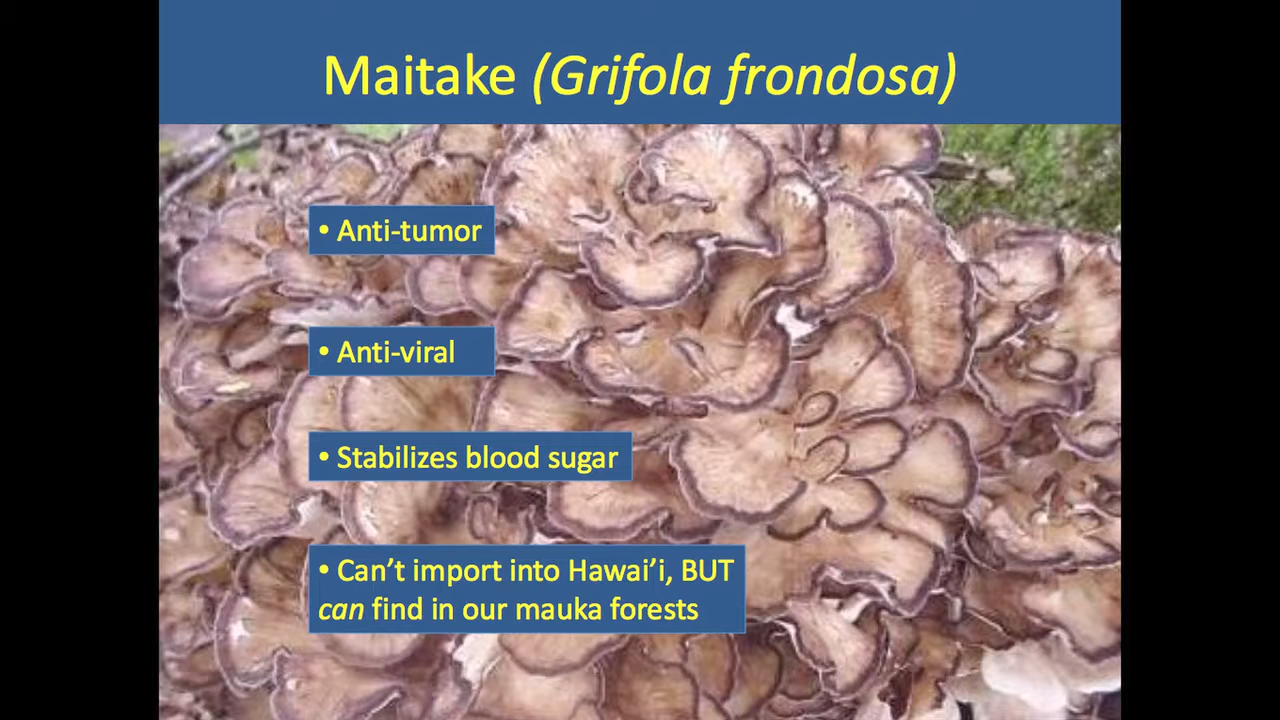 Maitake (Grifola frondosa)
• Anti-tumor
• Anti-viral
• Stabilizes blood sugar
• Can’t import into Hawai’i, BUT
can find in our mauka forests